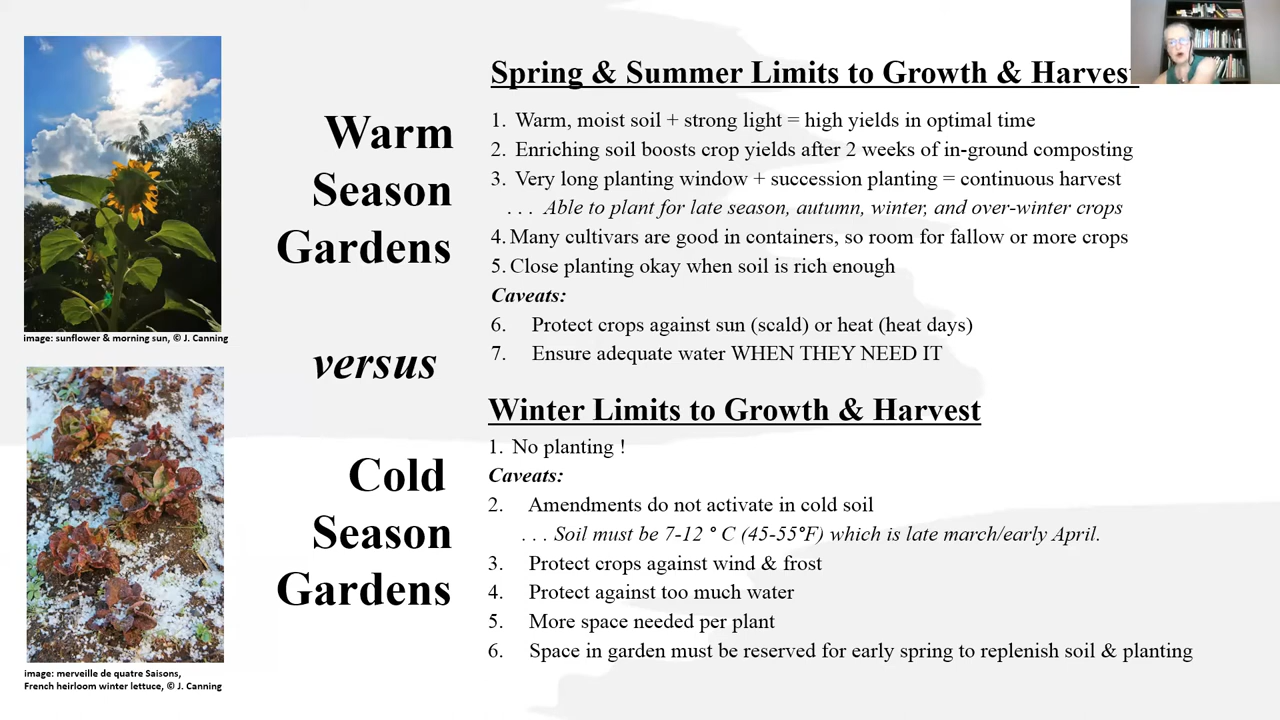 Warm
Season
Gardens
versus
Cold
Season
Gardens
image: sunflower & morning sun, © J. Canning
image: merveille de quatre Saisons,
French heirloom winter lettuce, © J. Canning
Spring & Summer Limits to Growth & Harvest
1. Warm, moist soil + strong light = high yields in optimal time
2. Enriching soil boosts crop yields after 2 weeks of in-ground composting
3. Very long planting window + succession planting = continuous harvest
. . . Able to plant for late season, autumn, winter, and over-winter crops
4. Many cultivars are good in containers, so room for fallow or more crops
5. Close planting okay when soil is rich enough
Caveats:
6. Protect crops against sun (scald) or heat (heat days)
7. Ensure adequate water WHEN THEY NEED IT
Winter Limits to Growth & Harvest
1. No planting !
Caveats:
2. Amendments do not activate in cold soil
. . . Soil must be 7-12 ° C (45-55°F) which is late march/early April.
3. Protect crops against wind & frost
4. Protect against too much water
5. More space needed per plant
6. Space in garden must be reserved for early spring to replenish soil & planting